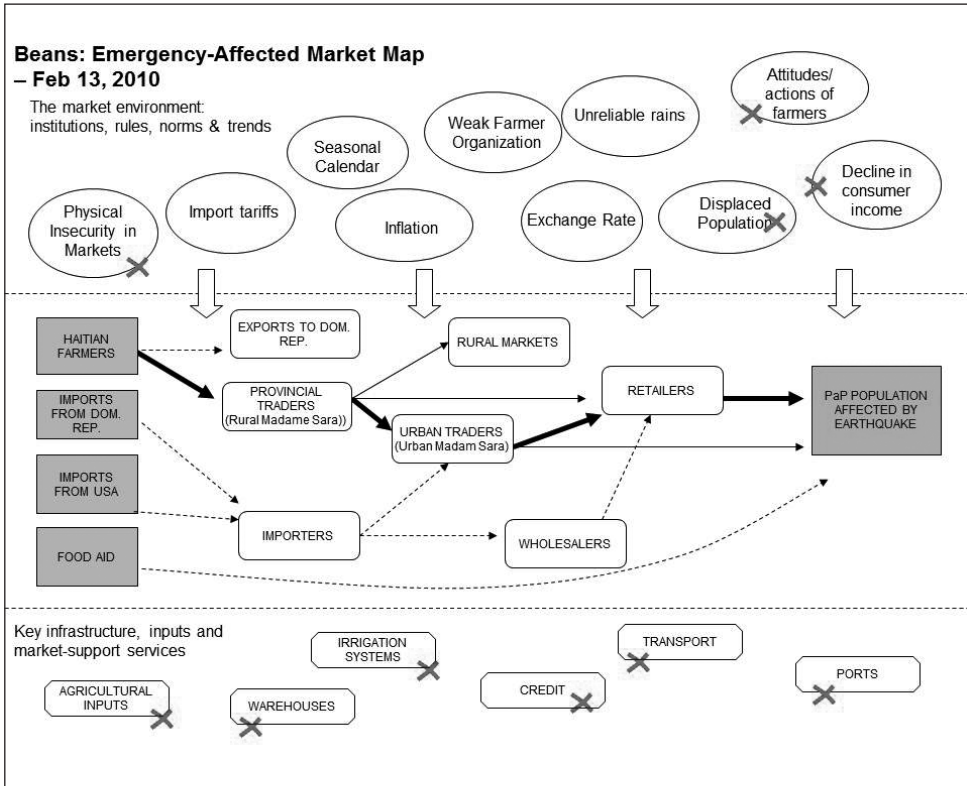 Beans: Emergency-Affected Market Map
– Feb 13, 2010
The market environment:
institutions, rules, norms & trends
Physical
Insecurity in
Markets
Import tariffs
Seasonal
Calendar
Inflation
Weak Farmer
Organization
Unreliable rains
Exchange Rate
Displaced
Population
Attitudes/
actions of
farmers
Decline in
consumer
income
HAITIAN
FARMERS
IMPORTS
FROM DOM.
REP.
IMPORTS
FROM USA
FOOD AID
EXPORTS TO DOM.
REP.
PROVINCIAL
TRADERS
(Rural Madame Sara))
IMPORTERS
RURAL MARKETS
URBAN TRADERS
(Urban Madam Sara)
WHOLESALERS
RETAILERS
PaP POPULATION
AFFECTED BY
EARTHQUAKE
Key infrastructure, inputs and
market-support services
AGRICULTURAL
INPUTS
WAREHOUSES
IRRIGATION
SYSTEMS
CREDIT
TRANSPORT
PORTS